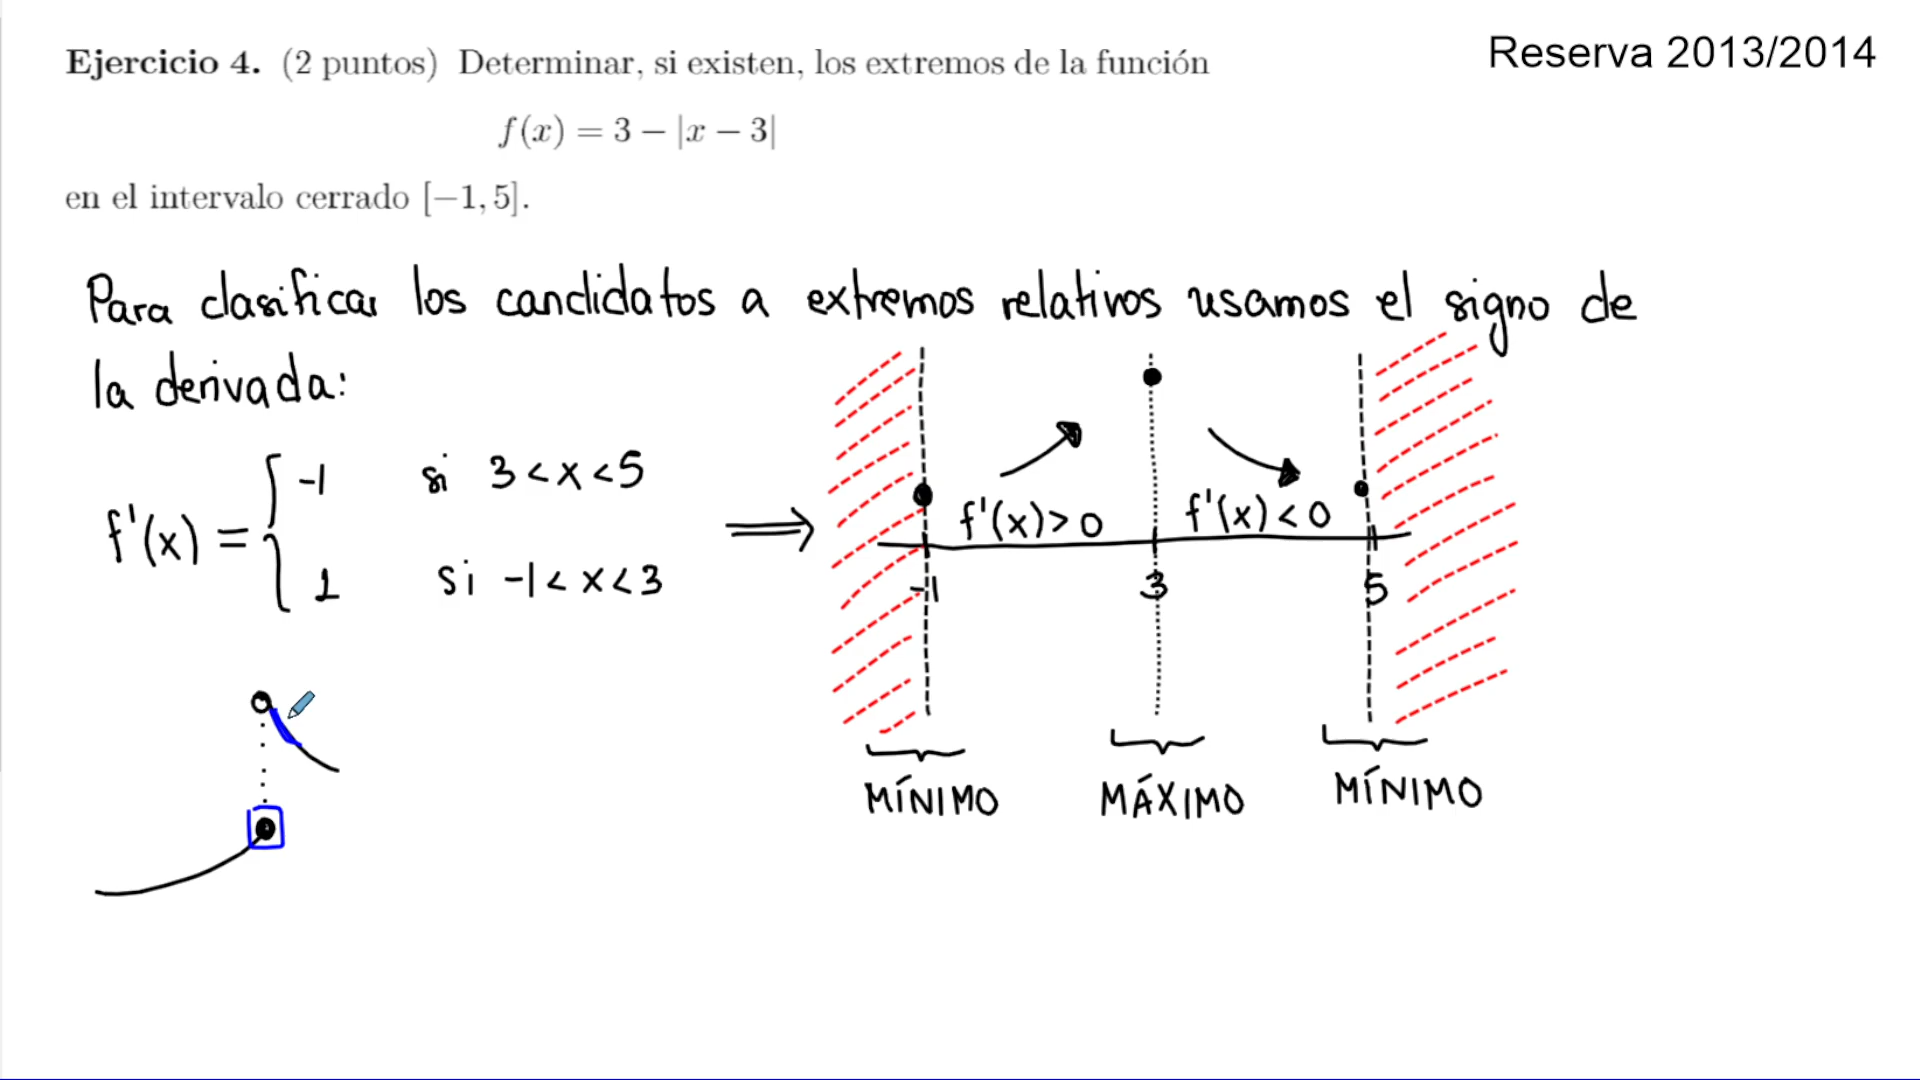 Ejercicio 4. (2 puntos) Determinar, si existen, los extremos de la función
Reserva 2013/2014
f(x) = 3 − |x − 3|
en el intervalo cerrado [−1, 5].
Para clasificar los candidatos a extremos relativos usamos el signo de
la derivada:
f'(x) = { -1 si 3 < x < 5
1 si -1 < x < 3
⟹
f'(x) > 0 f'(x) < 0
-1 3 5
MÍNIMO MÁXIMO MÍNIMO